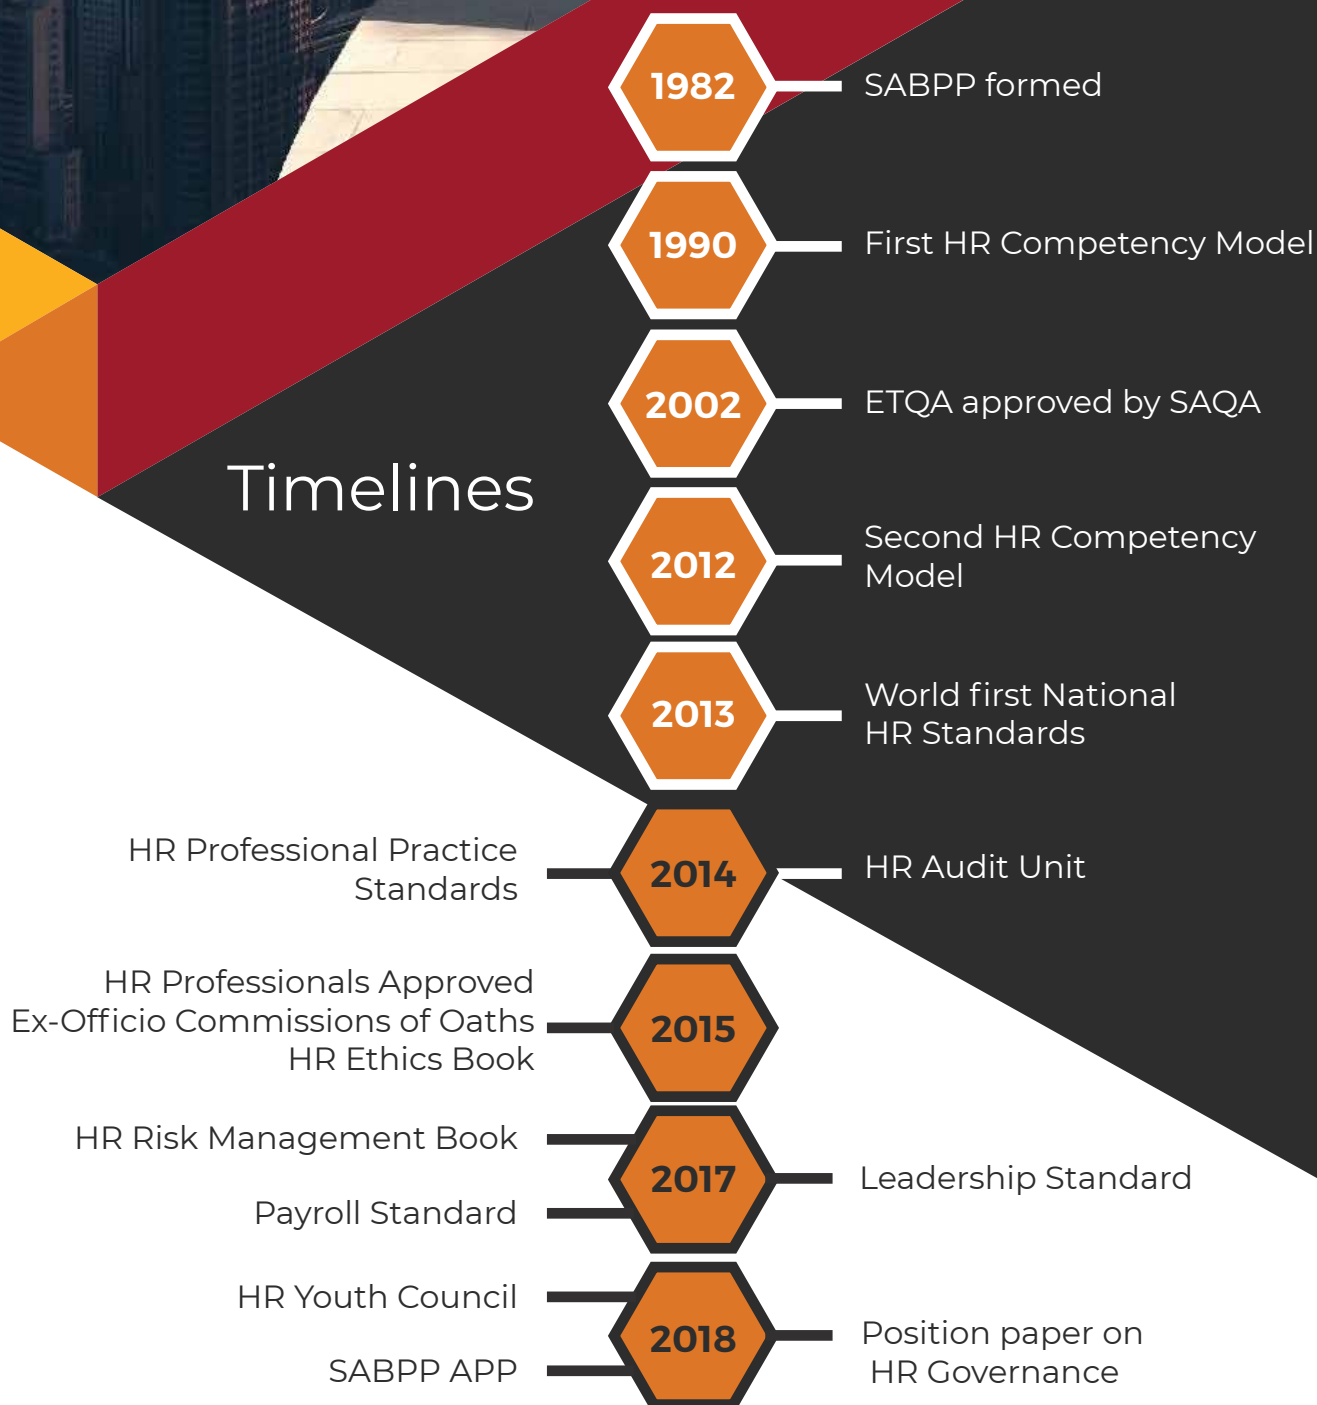 1982
SABPP formed
1990
First HR Competency Model
2002
ETQA approved by SAQA
Timelines
2012
Second HR Competency
Model
2013
World first National
HR Standards
HR Professional Practice
Standards
2014
HR Audit Unit
HR Professionals Approved
Ex-Officio Commissions of Oaths
HR Ethics Book
2015
HR Risk Management Book
Payroll Standard
2017
Leadership Standard
HR Youth Council
SABPP APP
2018
Position paper on
HR Governance